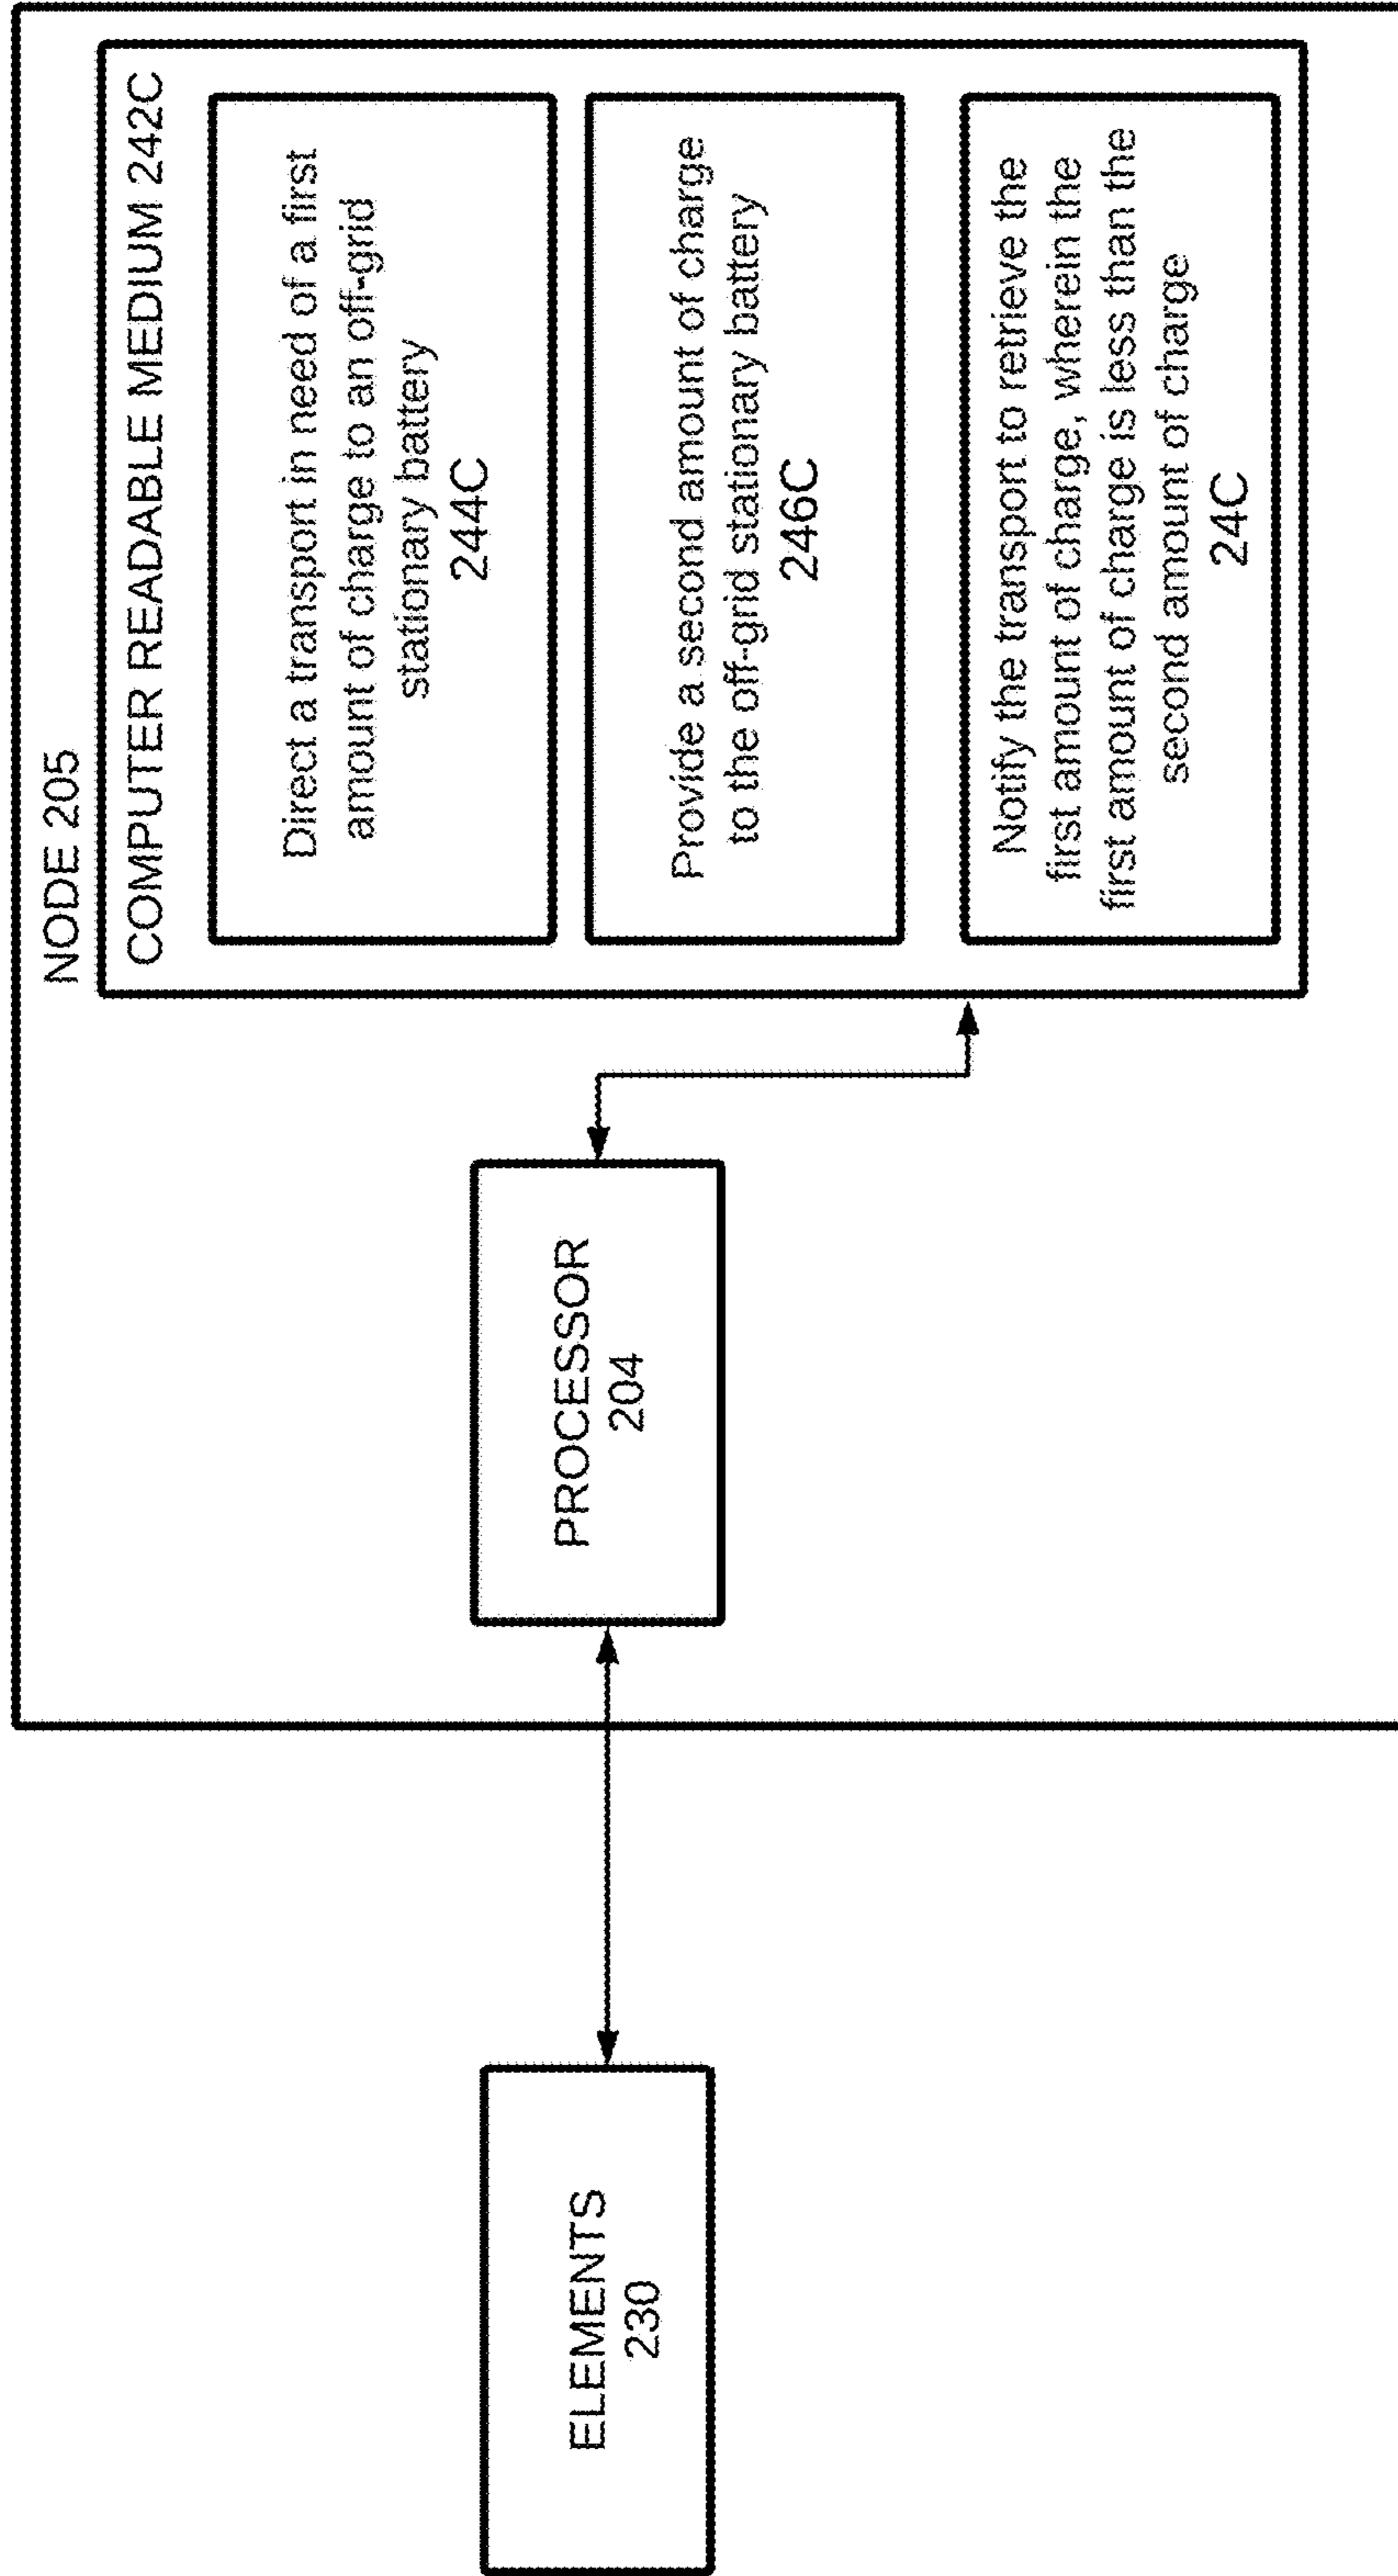 NODE 205
COMPUTER READABLE MEDIUM 242C
Direct a transport in need of a first
amount of charge to an off-grid
stationary battery
244C
Provide a second amount of charge
to the off-grid stationary battery
246C
Notify the transport to retrieve the
first amount of charge, wherein the
first amount of charge is less than the
second amount of charge
24C
PROCESSOR
204
ELEMENTS
230